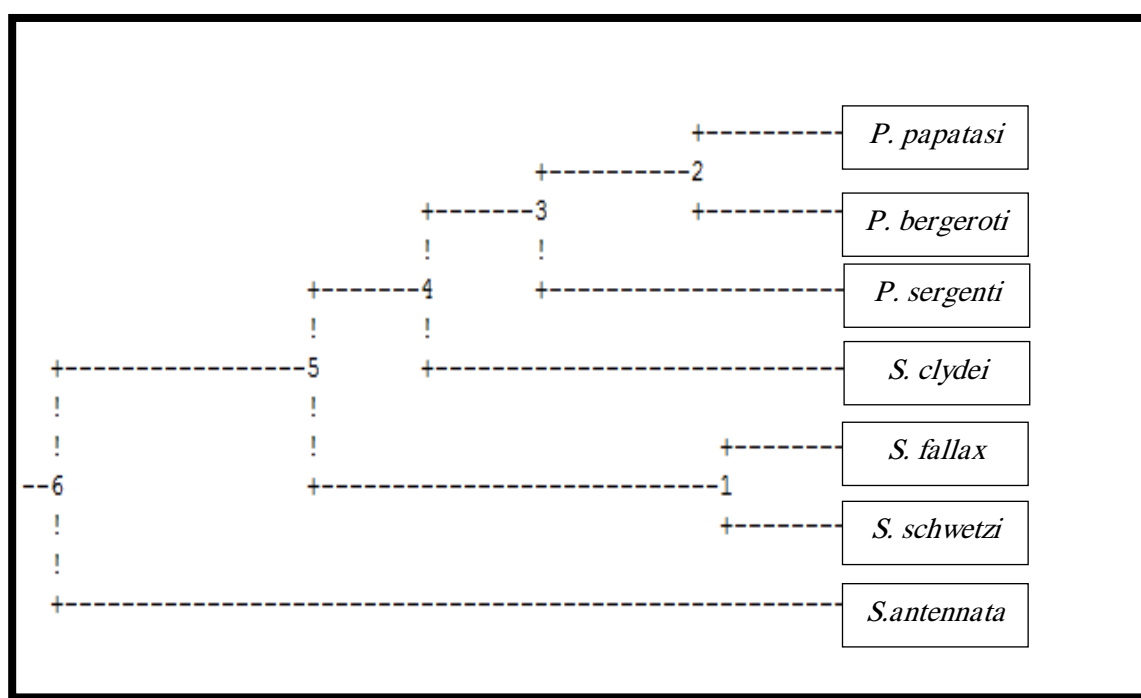 P. papatasi
2
P. bergeroti
3
P. sergenti
4
S. clydei
5
S. fallax
6
1
S. schwetzi
S.antennata